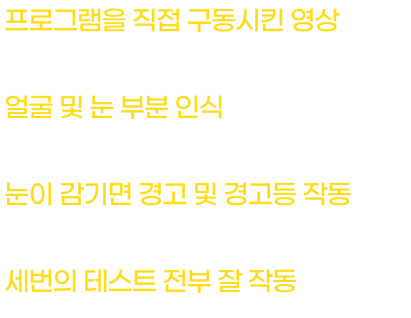 프로그램을 직접 구동시킨 영상
얼굴 및 눈 부분 인식
눈이 감기면 경고 및 경고등 작동
세번의 테스트 전부 잘 작동